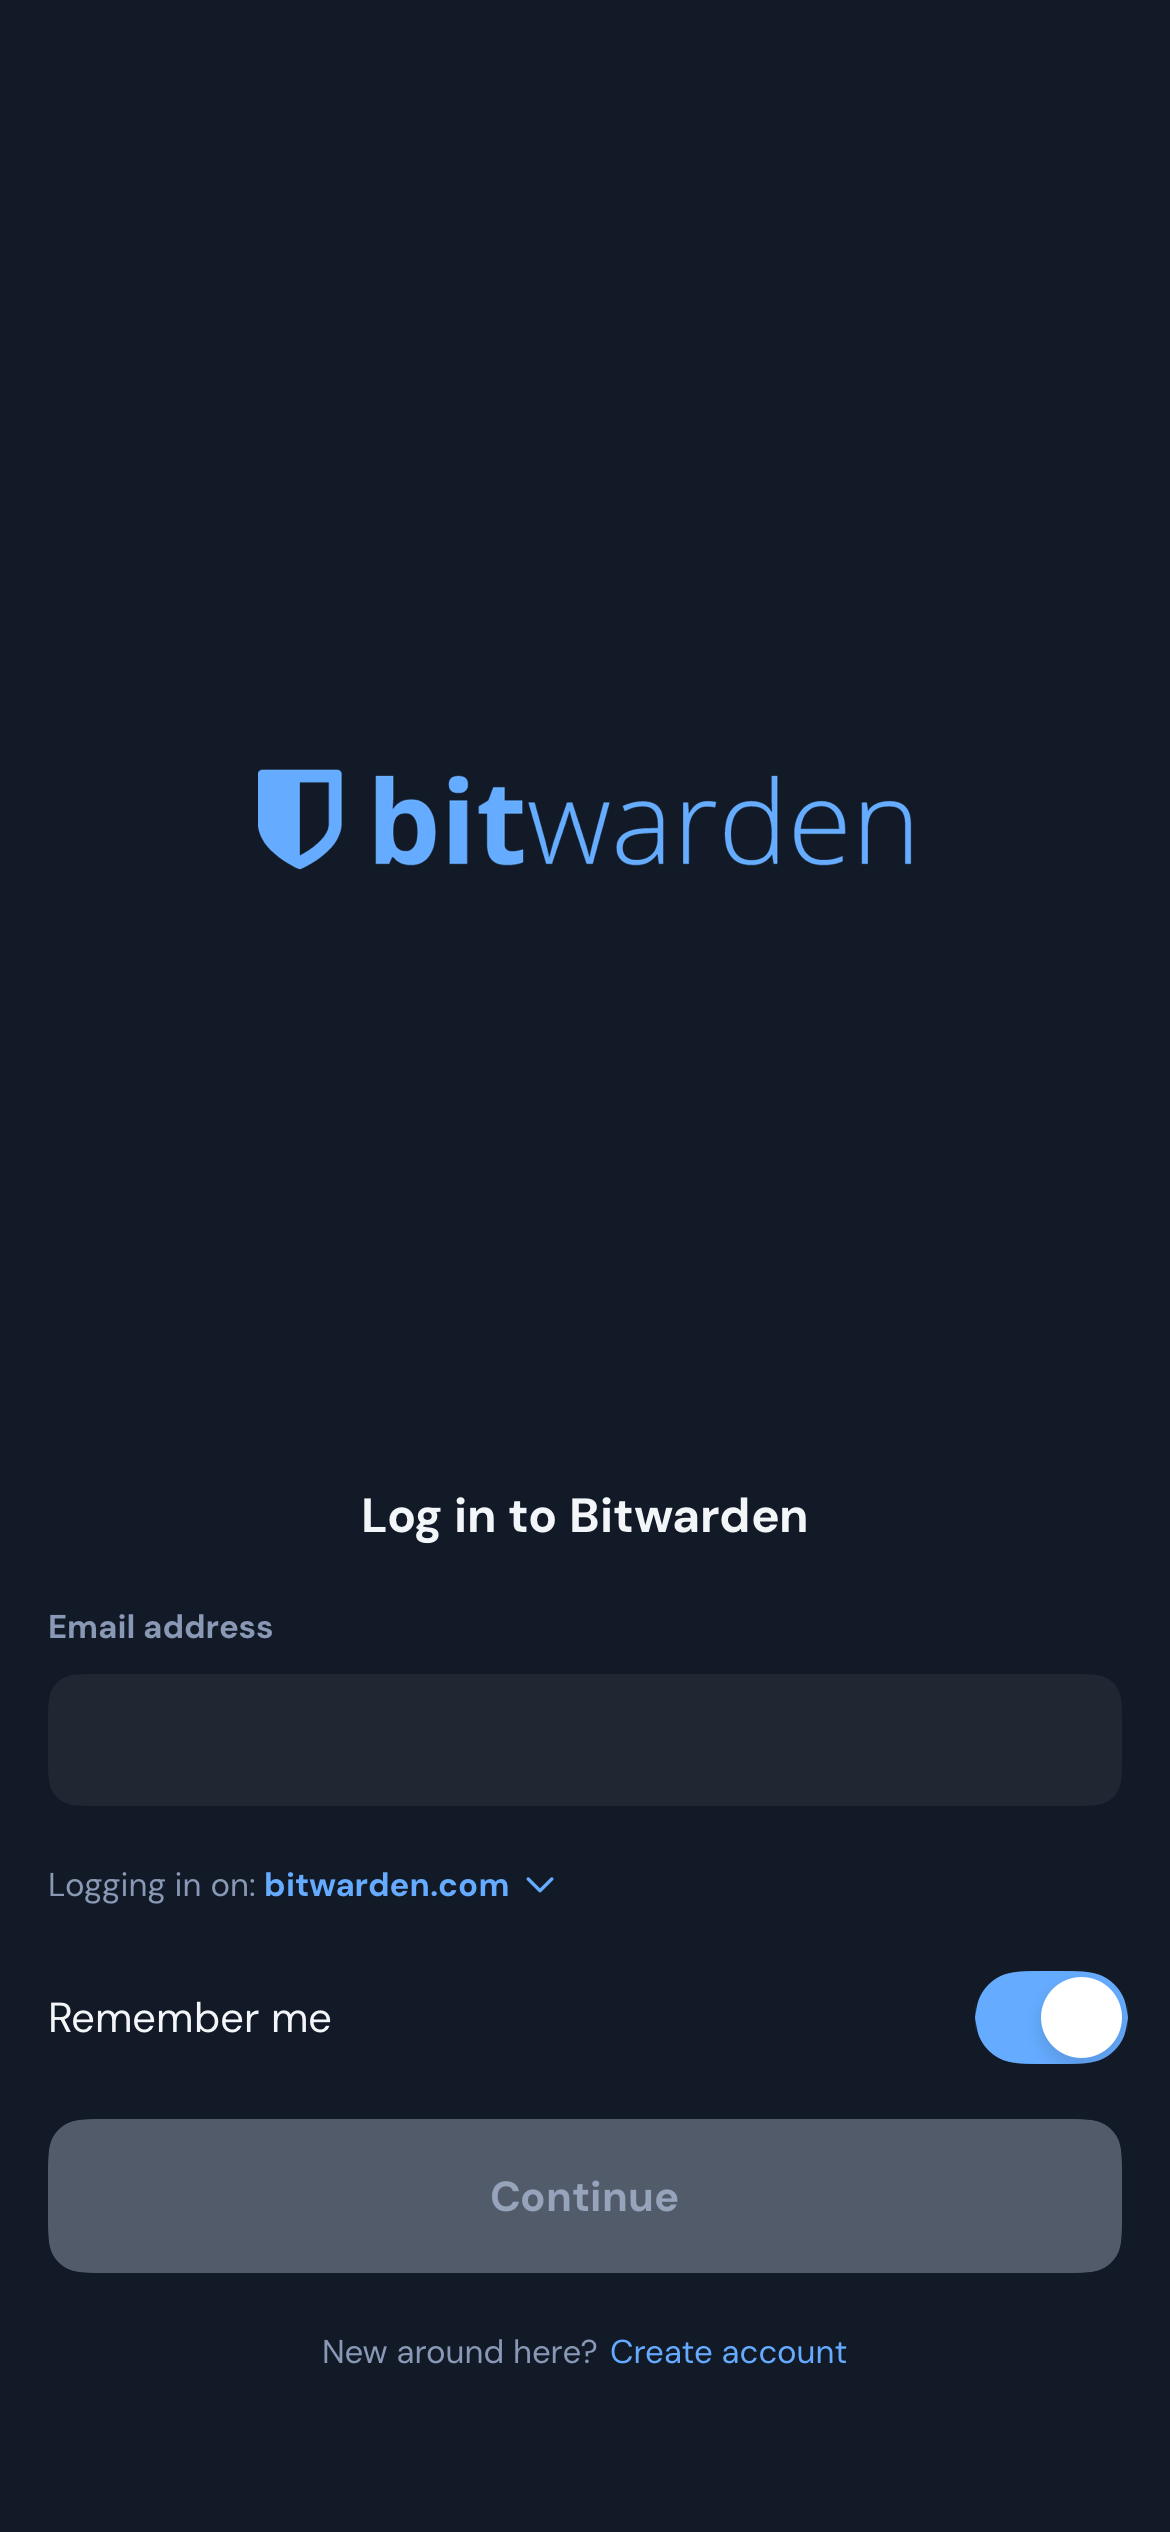 bitwarden
Log in to Bitwarden
Email address
Logging in on: bitwarden.com
Remember me
Continue
New around here? Create account